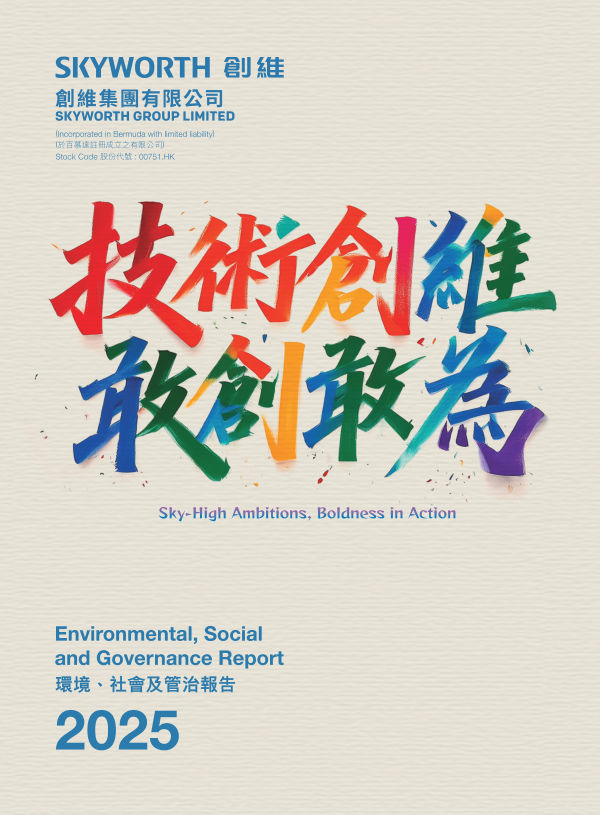 SKYWORTH 創維
創維集團有限公司
SKYWORTH GROUP LIMITED
(Incorporated in Bermuda with limited liability)
(於百慕達註冊成立之有限公司)
Stock Code 股份代號 : 00751.HK
技術創維
敢創敢為
Sky-High Ambitions, Boldness in Action
Environmental, Social
and Governance Report
環境、社會及管治報告
2025